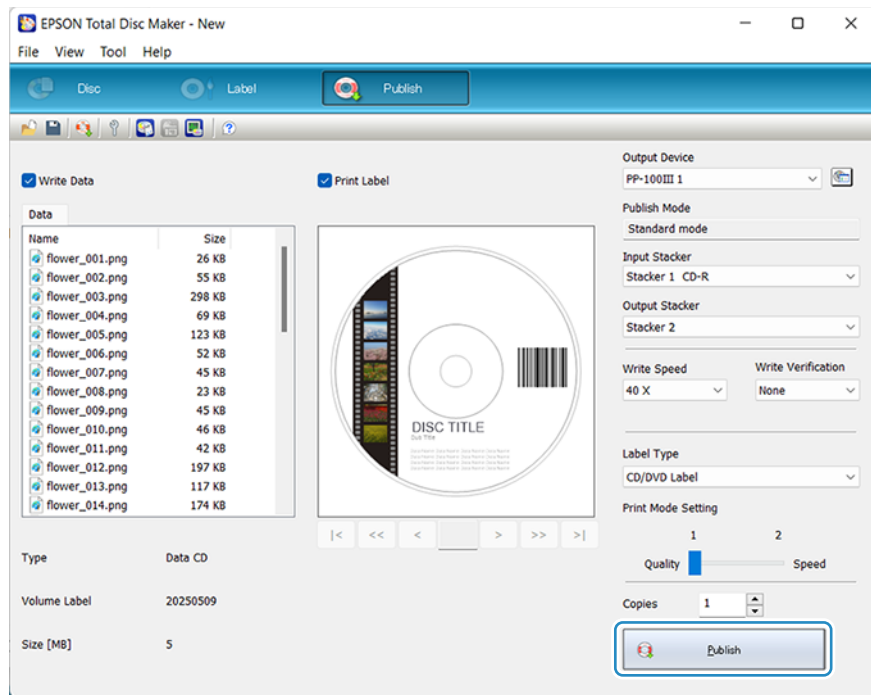 EPSON Total Disc Maker - New
File View Tool Help
Disc Label Publish
Write Data
Data
Name Size
flower_001.png 26 KB
flower_002.png 55 KB
flower_003.png 298 KB
flower_004.png 69 KB
flower_005.png 123 KB
flower_006.png 52 KB
flower_007.png 45 KB
flower_008.png 23 KB
flower_009.png 45 KB
flower_010.png 46 KB
flower_011.png 42 KB
flower_012.png 197 KB
flower_013.png 117 KB
flower_014.png 174 KB
Type Data CD
Volume Label 20250509
Size [MB] 5
Print Label
DISC TITLE
Sub Title
|< << < > >> >|
Output Device
PP-100III 1
Publish Mode
Standard mode
Input Stacker
Stacker 1 CD-R
Output Stacker
Stacker 2
Write Speed Write Verification
40 X None
Label Type
CD/DVD Label
Print Mode Setting
1 2
Quality Speed
Copies 1
Publish